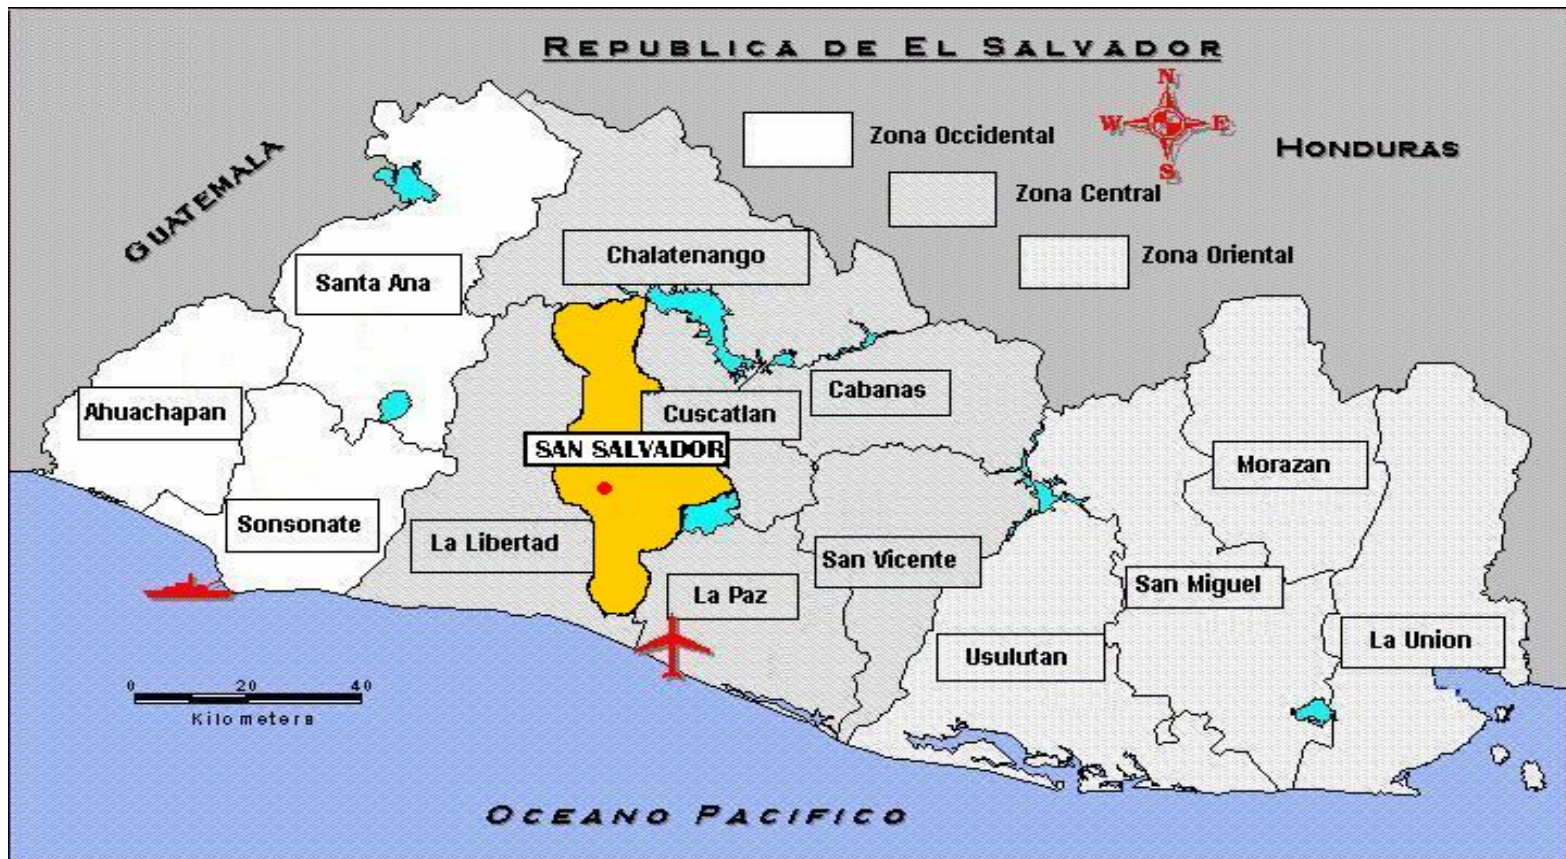 REPUBLICA DE EL SALVADOR
N
W E
S
Zona Occidental
HONDURAS
Zona Central
GUATEMALA
Chalatenango
Zona Oriental
Santa Ana
Cabanas
Ahuachapan
Cuscatlan
SAN SALVADOR
Morazan
Sonsonate
La Libertad
San Vicente
San Miguel
La Paz
La Union
Usulutan
0 20 40
Kilometers
OCEANO PACIFICO